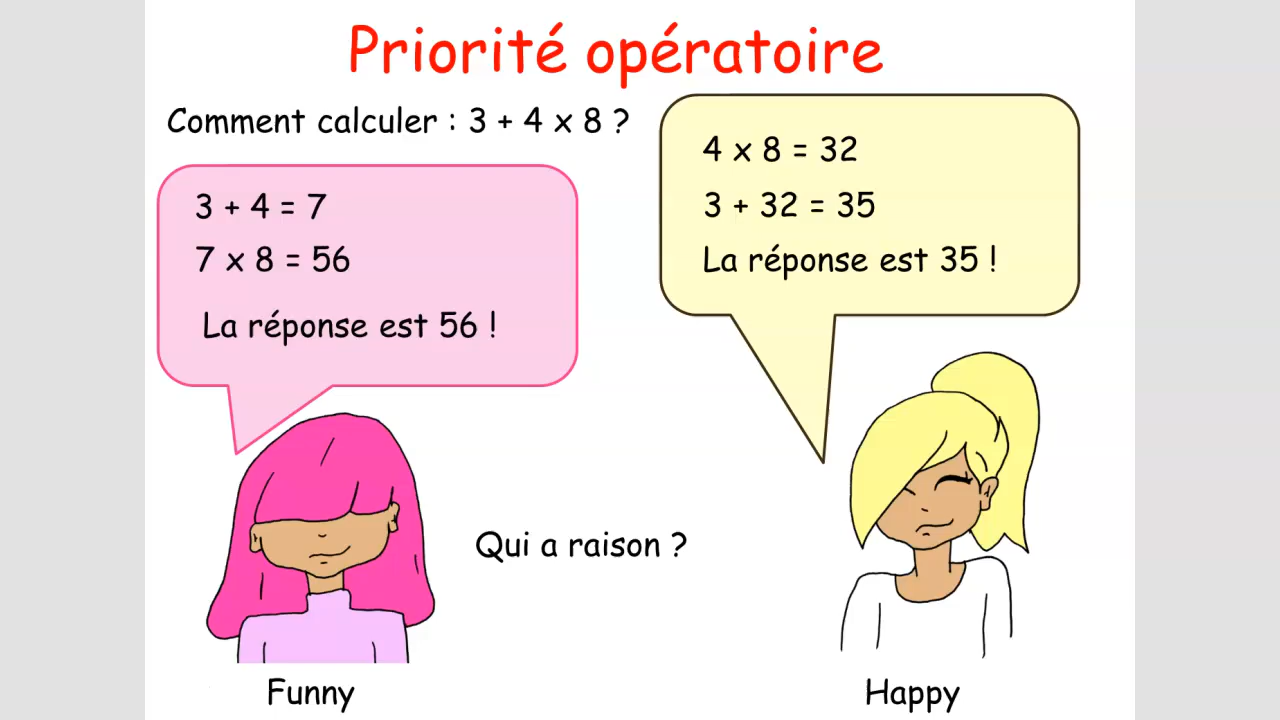 Priorité opératoire
Comment calculer : 3 + 4 x 8 ?
3 + 4 = 7
7 x 8 = 56
La réponse est 56 !
4 x 8 = 32
3 + 32 = 35
La réponse est 35 !
Qui a raison ?
Funny
Happy